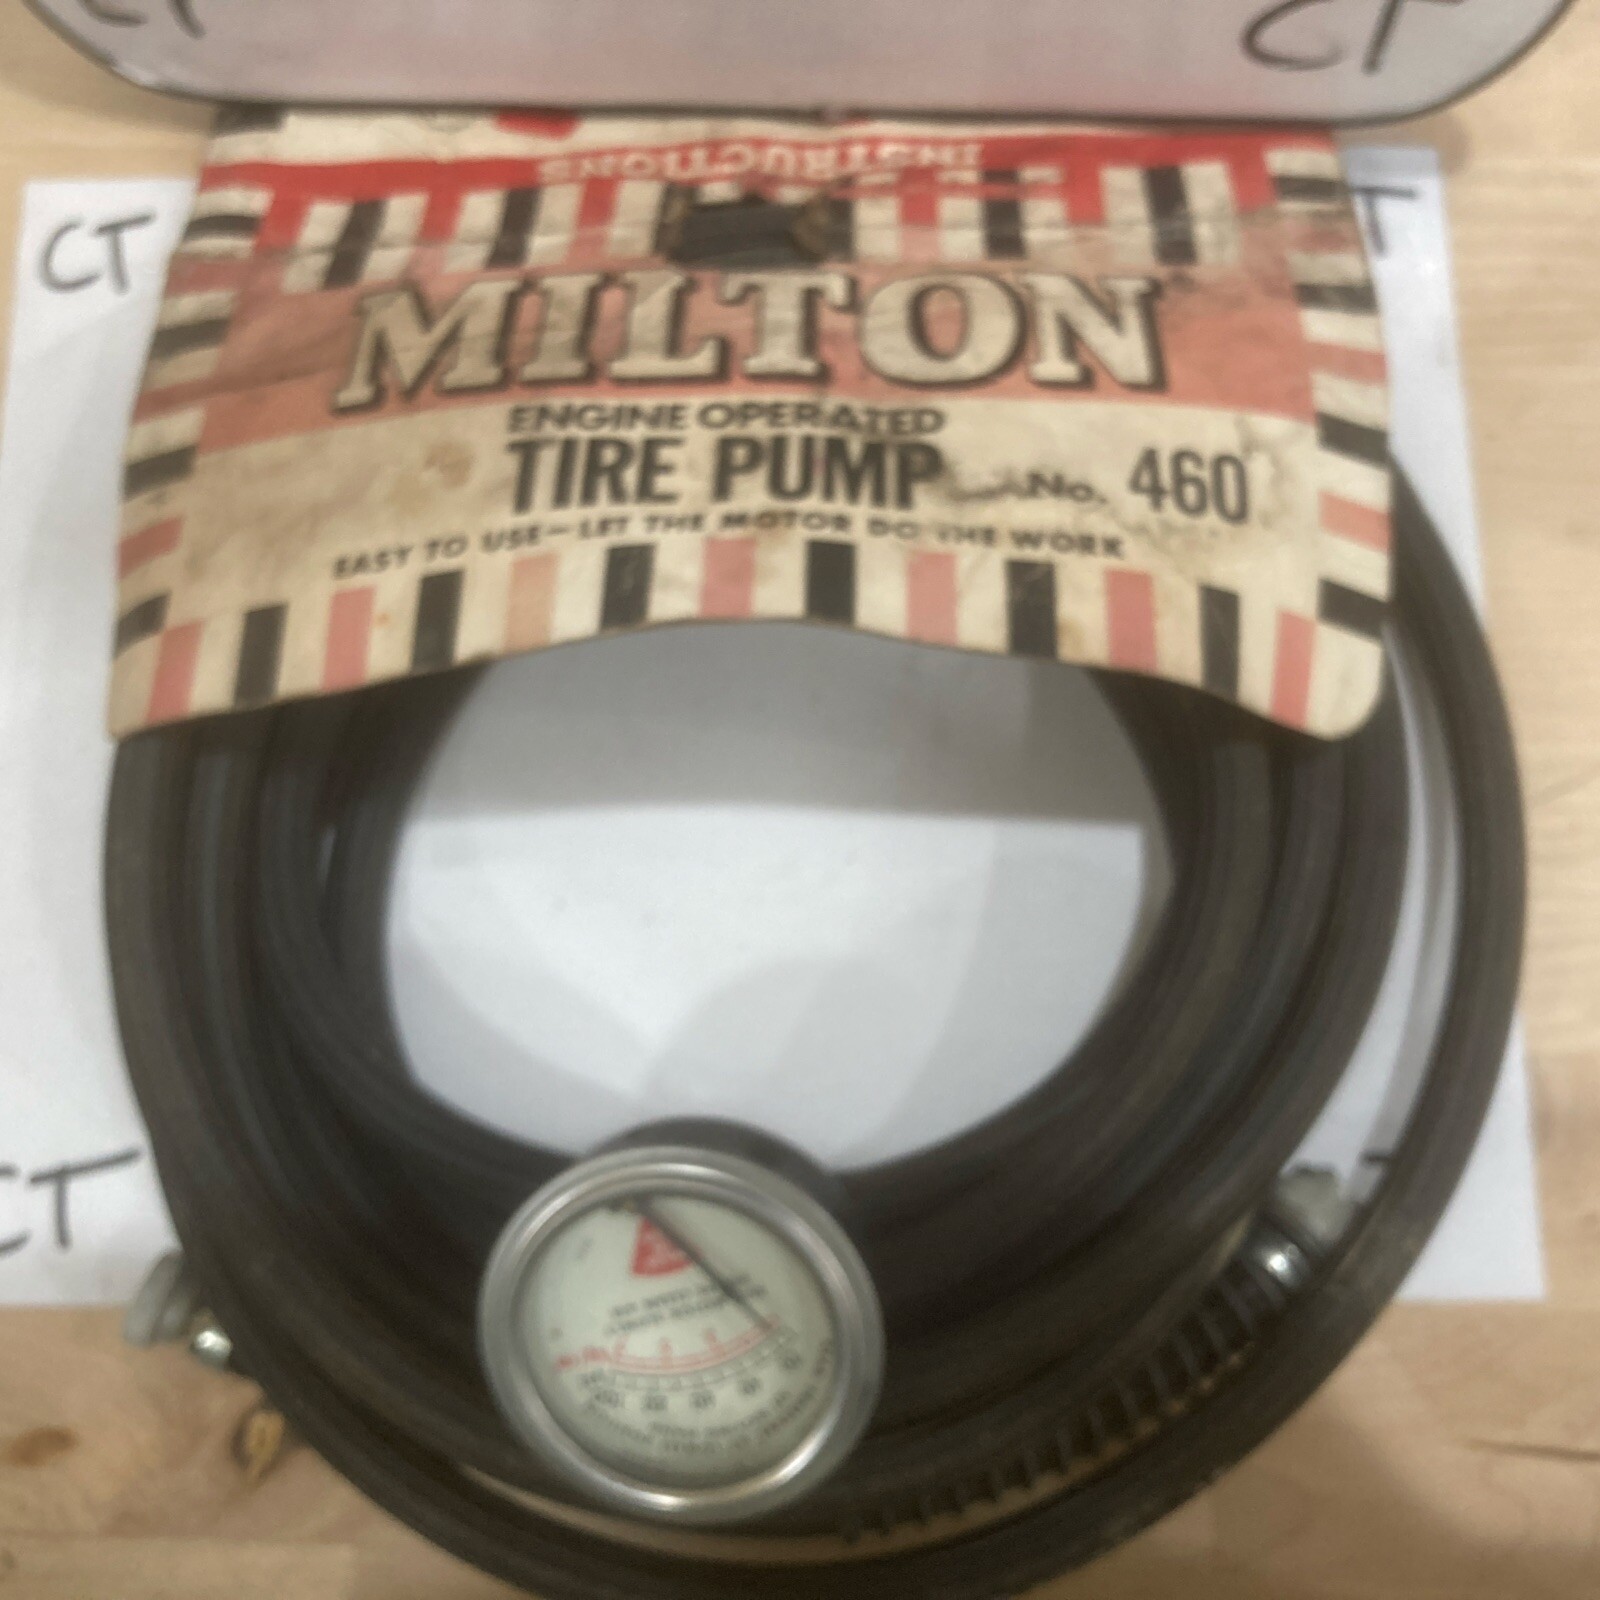 CT
CT
INSTRUCTIONS
CT
T
MILTON
ENGINE OPERATED
TIRE PUMP No. 460
EASY TO USE—LET THE MOTOR DO THE WORK
CT